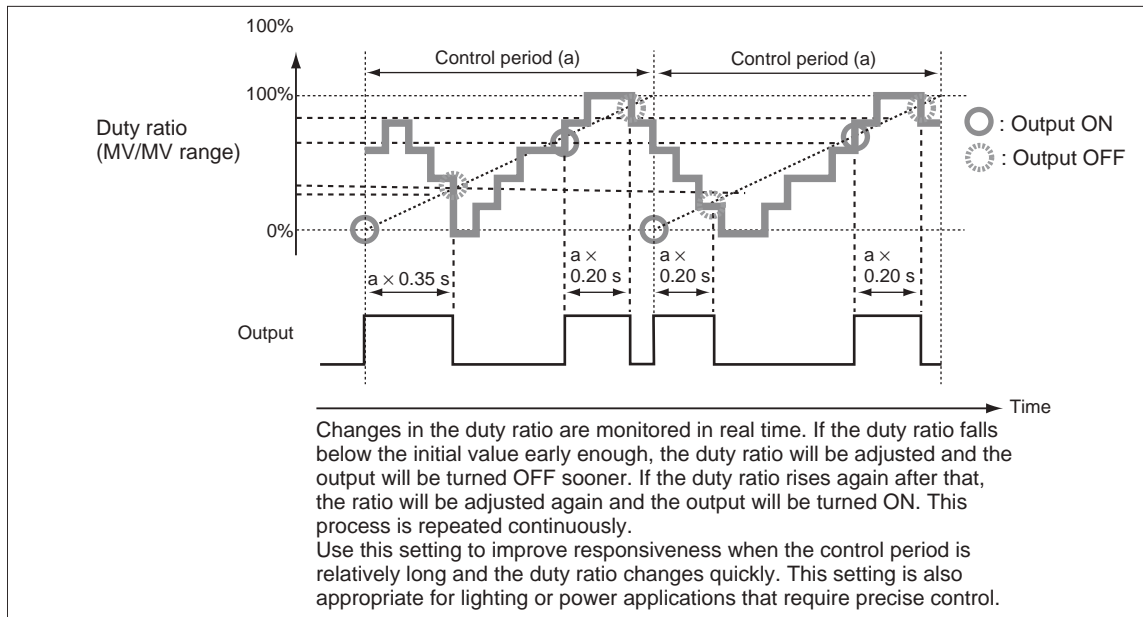 100%
Control period (a)
Control period (a)
100%
Duty ratio
(MV/MV range)
: Output ON
: Output OFF
0%
a × 0.35 s
a ×
0.20 s
a ×
0.20 s
a ×
0.20 s
Output
Time
Changes in the duty ratio are monitored in real time. If the duty ratio falls
below the initial value early enough, the duty ratio will be adjusted and the
output will be turned OFF sooner. If the duty ratio rises again after that,
the ratio will be adjusted again and the output will be turned ON. This
process is repeated continuously.
Use this setting to improve responsiveness when the control period is
relatively long and the duty ratio changes quickly. This setting is also
appropriate for lighting or power applications that require precise control.